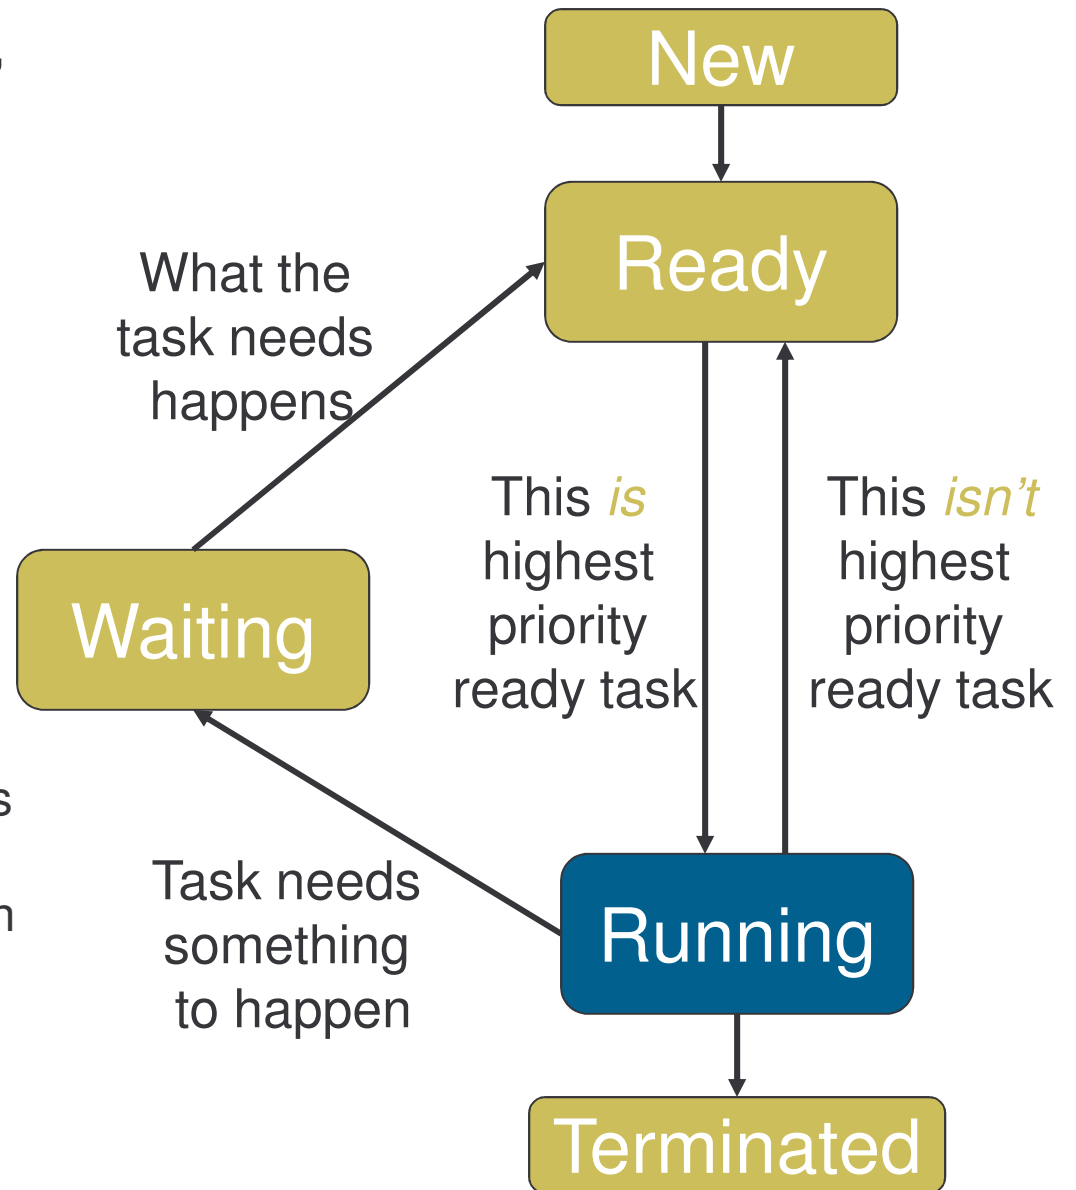 New
Ready
What the
task needs
happens
This is
highest
priority
ready task
This isn't
highest
priority
ready task
Waiting
Task needs
something
to happen
Running
Terminated